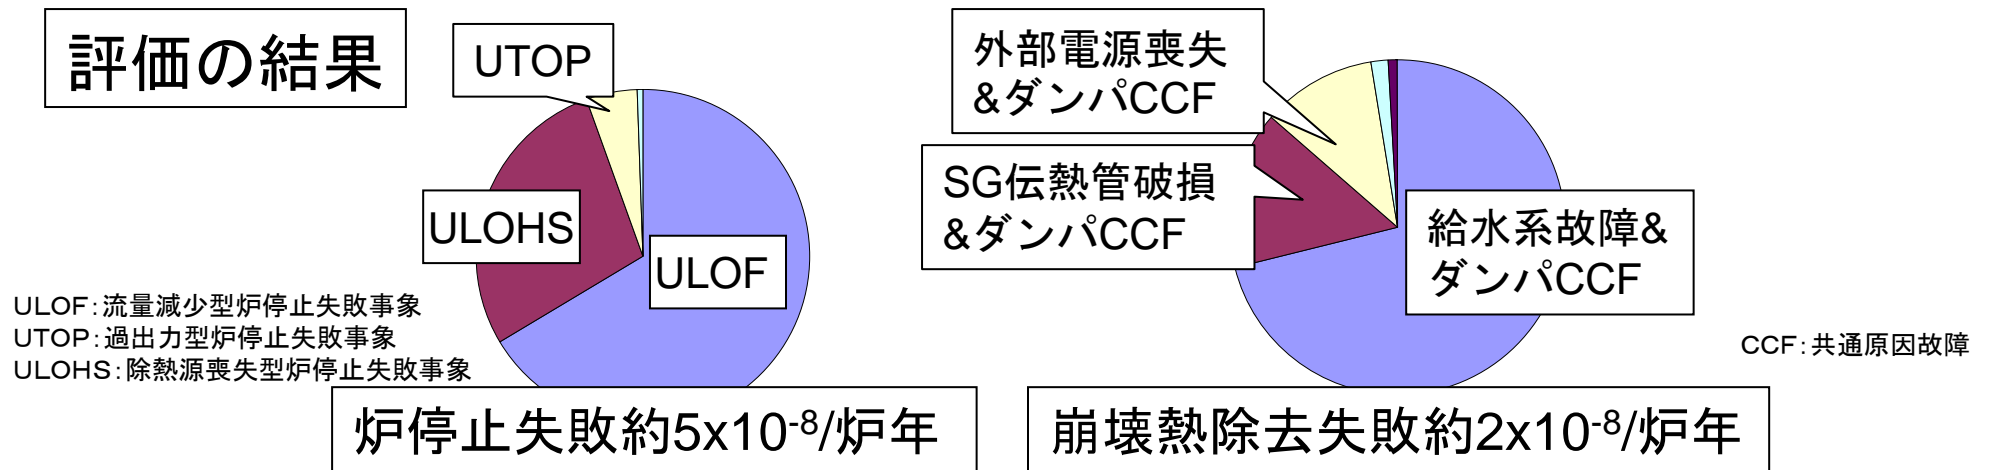 評価の結果
UTOP
ULOHS
ULOF
ULOF:流量減少型炉停止失敗事象
UTOP:過出力型炉停止失敗事象
ULOHS:除熱源喪失型炉停止失敗事象
炉停止失敗約5x10⁻⁸/炉年
外部電源喪失
&ダンパCCF
SG伝熱管破損
&ダンパCCF
給水系故障&
ダンパCCF
CCF:共通原因故障
崩壊熱除去失敗約2x10⁻⁸/炉年